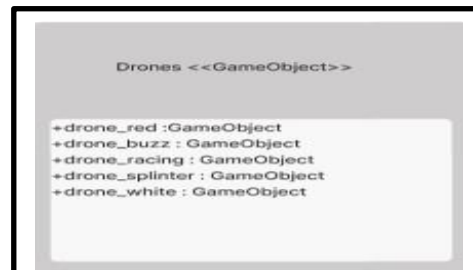 Drones <<GameObject>>
+drone_red :GameObject
+drone_buzz : GameObject
+drone_racing : GameObject
+drone_splinter : GameObject
+drone_white : GameObject